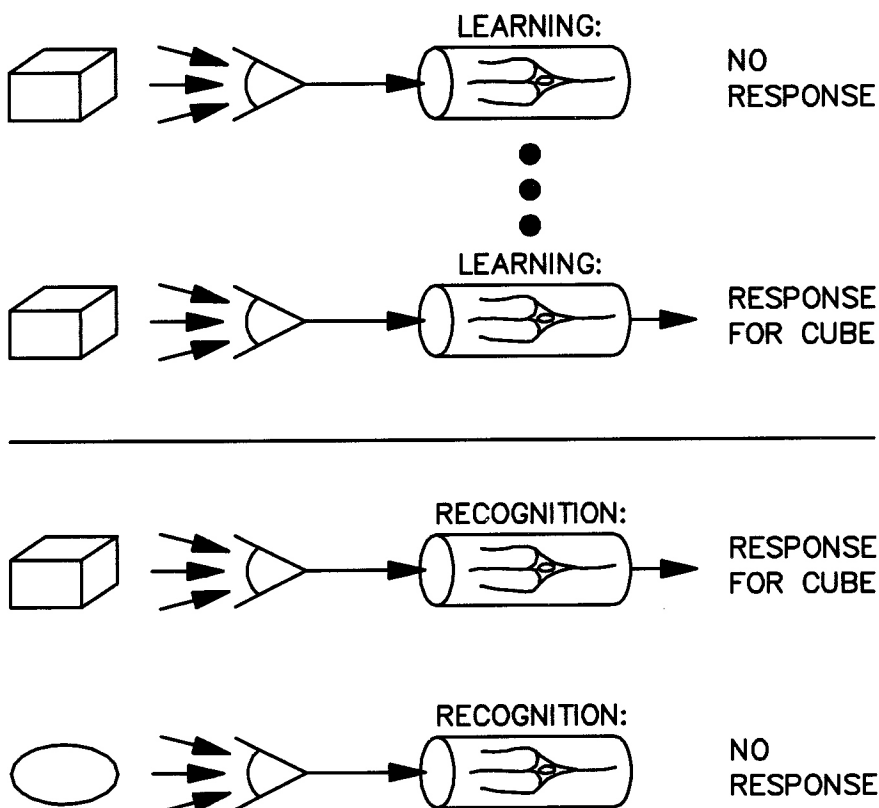 LEARNING:
NO
RESPONSE
LEARNING:
RESPONSE
FOR CUBE
RECOGNITION:
RESPONSE
FOR CUBE
RECOGNITION:
NO
RESPONSE